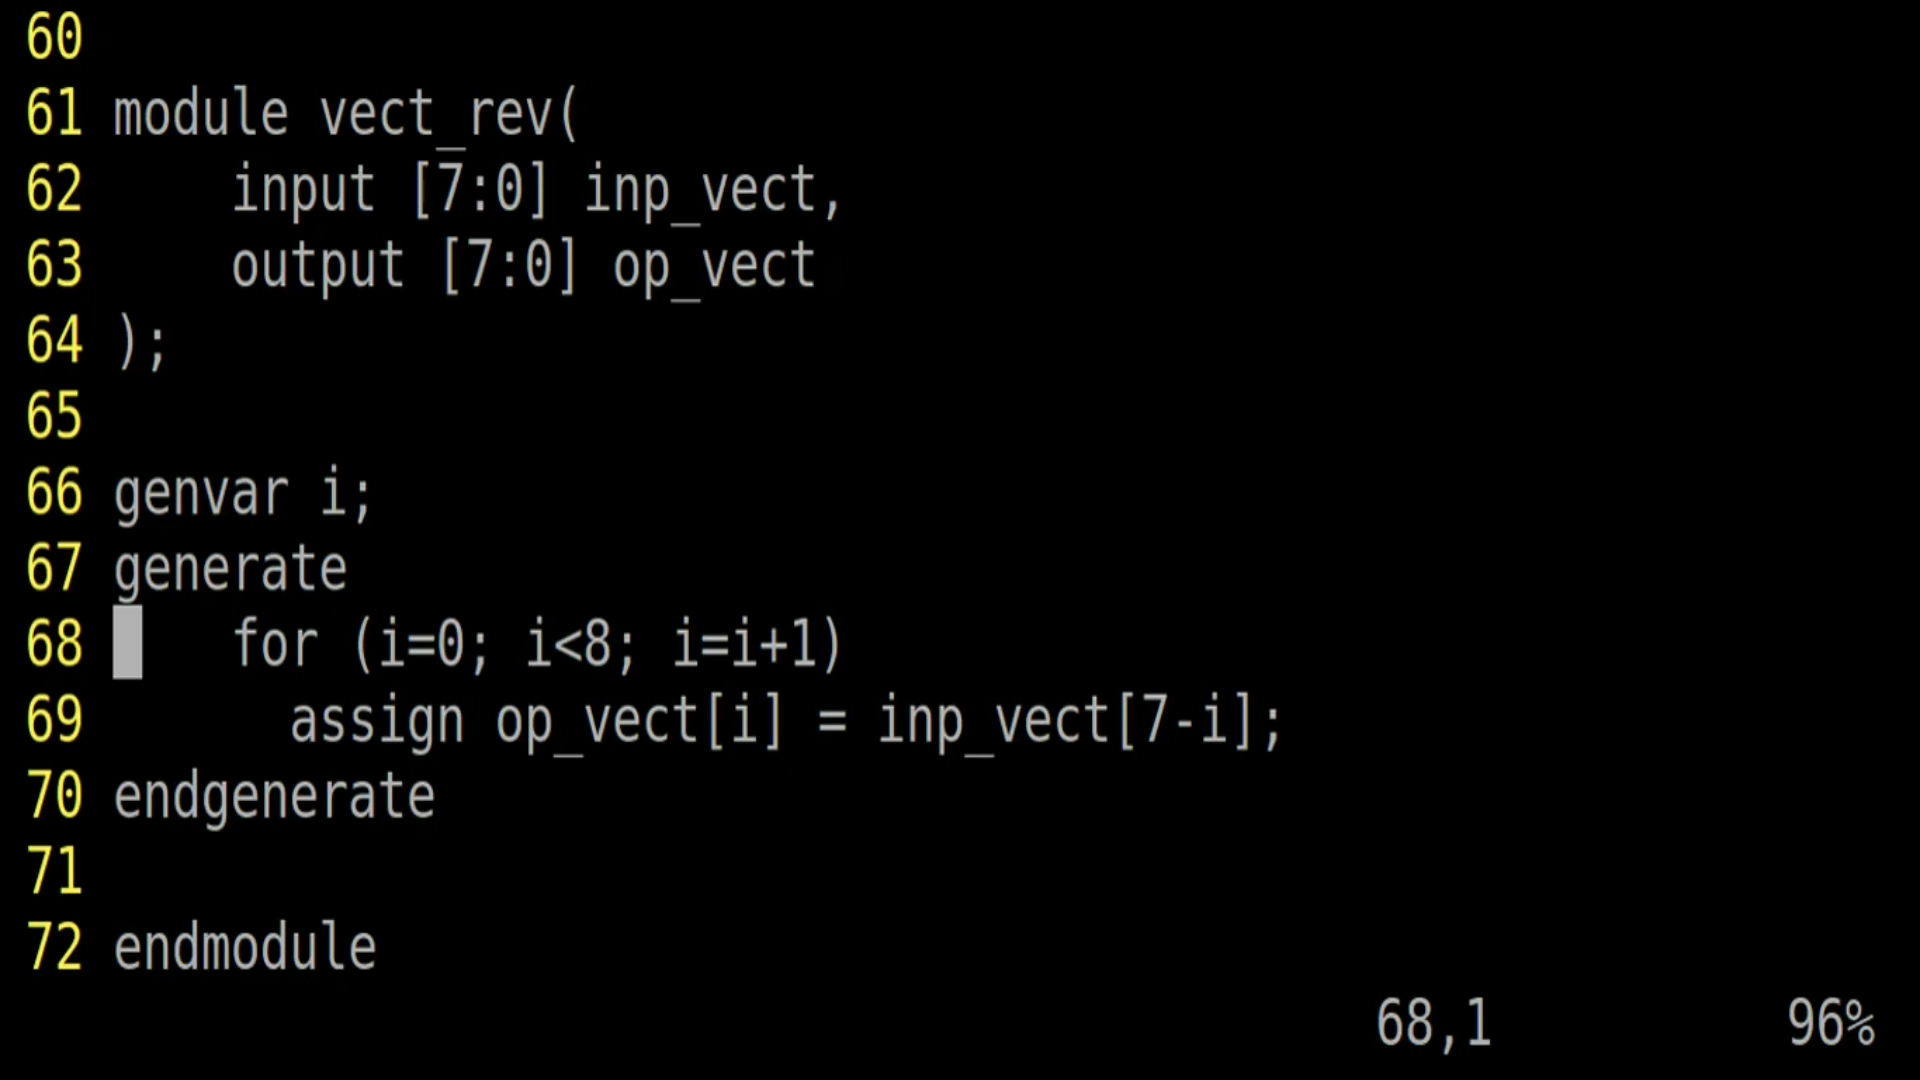 60
61 module vect_rev(
62     input [7:0] inp_vect,
63     output [7:0] op_vect
64 );
65
66 genvar i;
67 generate
68     for (i=0; i<8; i=i+1)
69       assign op_vect[i] = inp_vect[7-i];
70 endgenerate
71
72 endmodule
68,1 96%